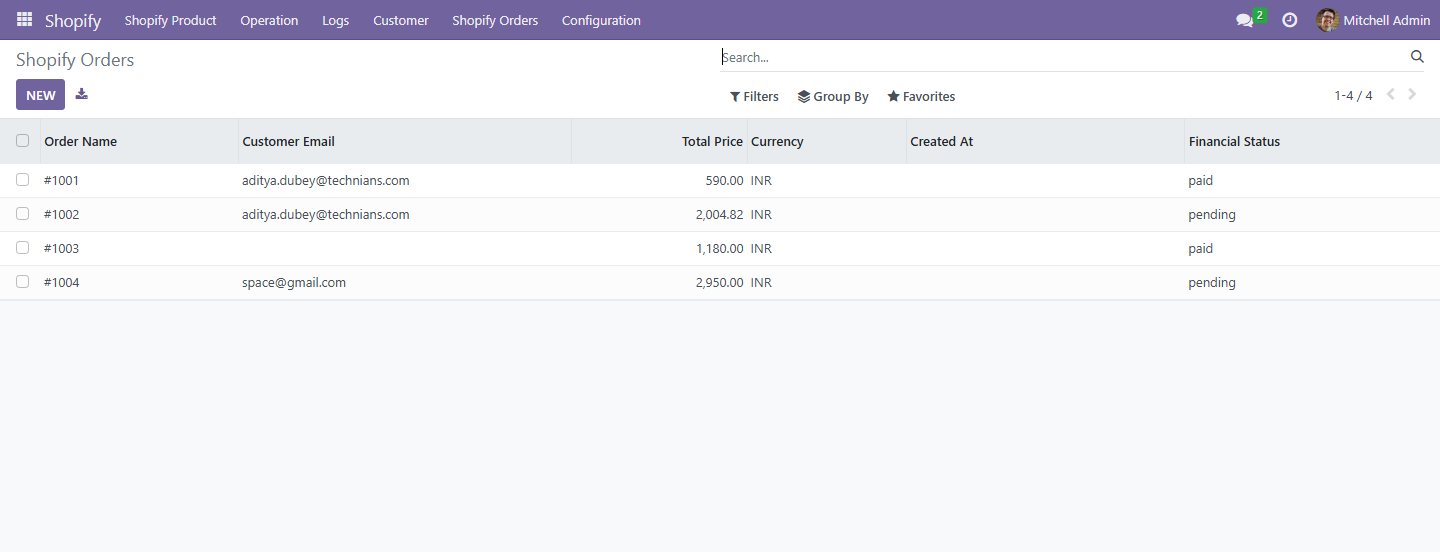 Shopify Shopify Product Operation Logs Customer Shopify Orders Configuration 2 Mitchell Admin
Shopify Orders Search...
NEW Filters Group By Favorites 1-4 / 4
Order Name Customer Email Total Price Currency Created At Financial Status
#1001 aditya.dubey@technians.com 590.00 INR paid
#1002 aditya.dubey@technians.com 2,004.82 INR pending
#1003 1,180.00 INR paid
#1004 space@gmail.com 2,950.00 INR pending